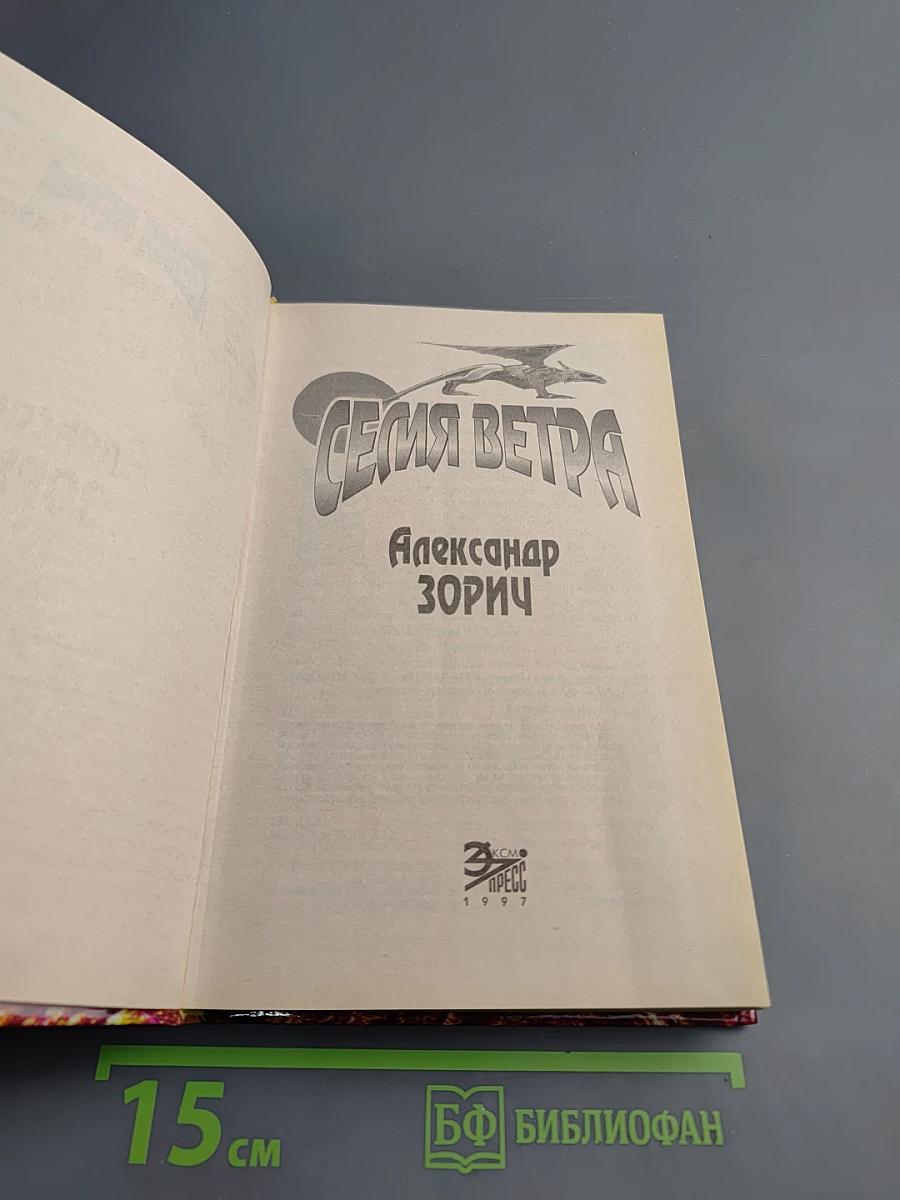 СЕМЯ ВЕТРА
Александр
ЗОРИЧ
ЭКСМО
ПРЕСС
1997
15 см
БФ БИБЛИОФАН